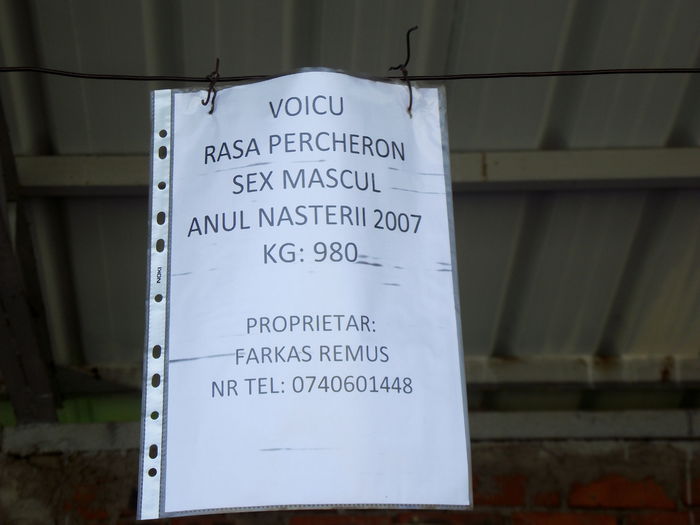 VOICU
RASA PERCHERON
SEX MASCUL
ANUL NASTERII 2007
KG: 980
PROPRIETAR:
FARKAS REMUS
NR TEL: 0740601448